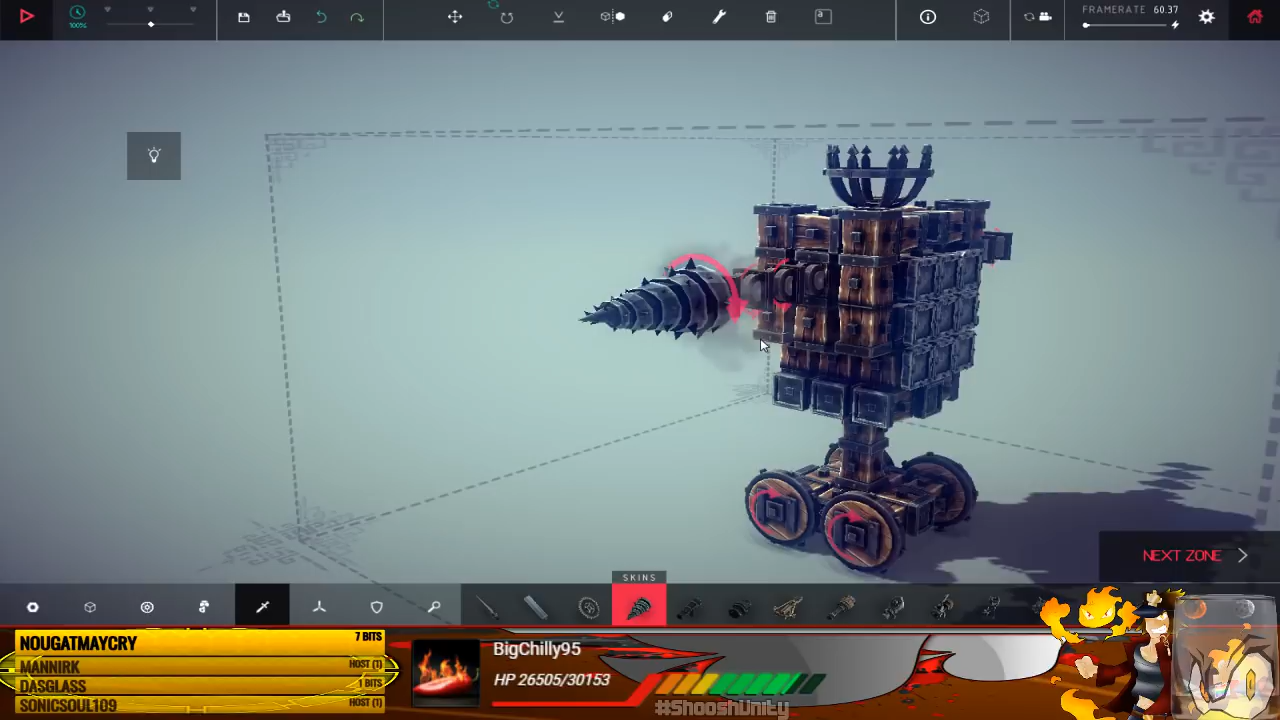 100%
a
FRAMERATE 60.37
NEXT ZONE
SKINS
NOUGATMAYCRY 7 BITS
MANNIRK HOST (1)
DASGLASS 1 BITS
SONICSOUL109 HOST (1)
BigChilly95
HP 26505/30153
#ShooshUnity